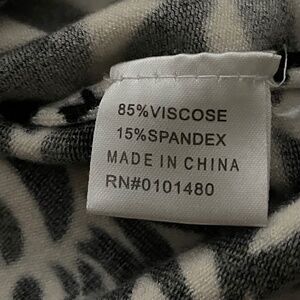 85%VISCOSE
15%SPANDEX
MADE IN CHINA
RN#0101480